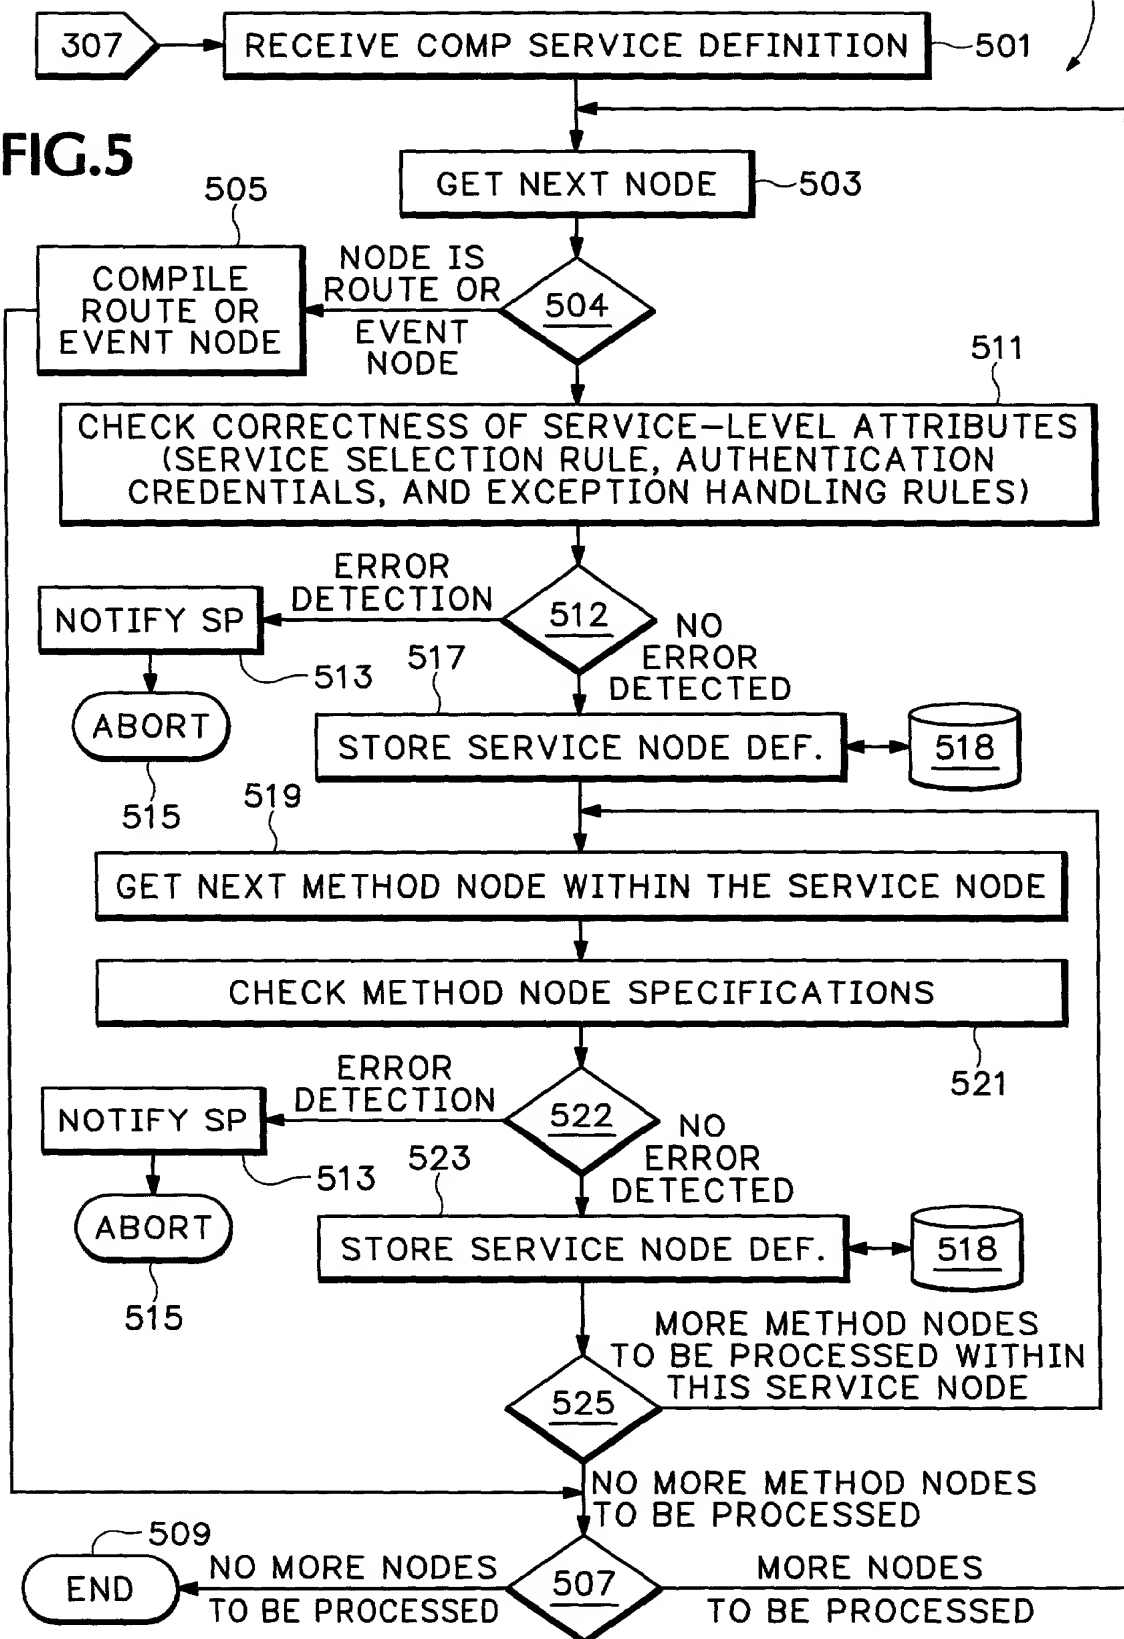 307
RECEIVE COMP SERVICE DEFINITION
501
FIG.5
GET NEXT NODE
503
505
COMPILE
ROUTE OR
EVENT NODE
NODE IS
ROUTE OR
EVENT
NODE
504
511
CHECK CORRECTNESS OF SERVICE-LEVEL ATTRIBUTES
(SERVICE SELECTION RULE, AUTHENTICATION
CREDENTIALS, AND EXCEPTION HANDLING RULES)
ERROR
DETECTION
512
NOTIFY SP
513
NO
ERROR
DETECTED
ABORT
515
517
STORE SERVICE NODE DEF.
518
519
GET NEXT METHOD NODE WITHIN THE SERVICE NODE
CHECK METHOD NODE SPECIFICATIONS
521
ERROR
DETECTION
522
NOTIFY SP
513
NO
ERROR
DETECTED
ABORT
515
523
STORE SERVICE NODE DEF.
518
MORE METHOD NODES
TO BE PROCESSED WITHIN
THIS SERVICE NODE
525
NO MORE METHOD NODES
TO BE PROCESSED
509
END
NO MORE NODES
TO BE PROCESSED
507
MORE NODES
TO BE PROCESSED